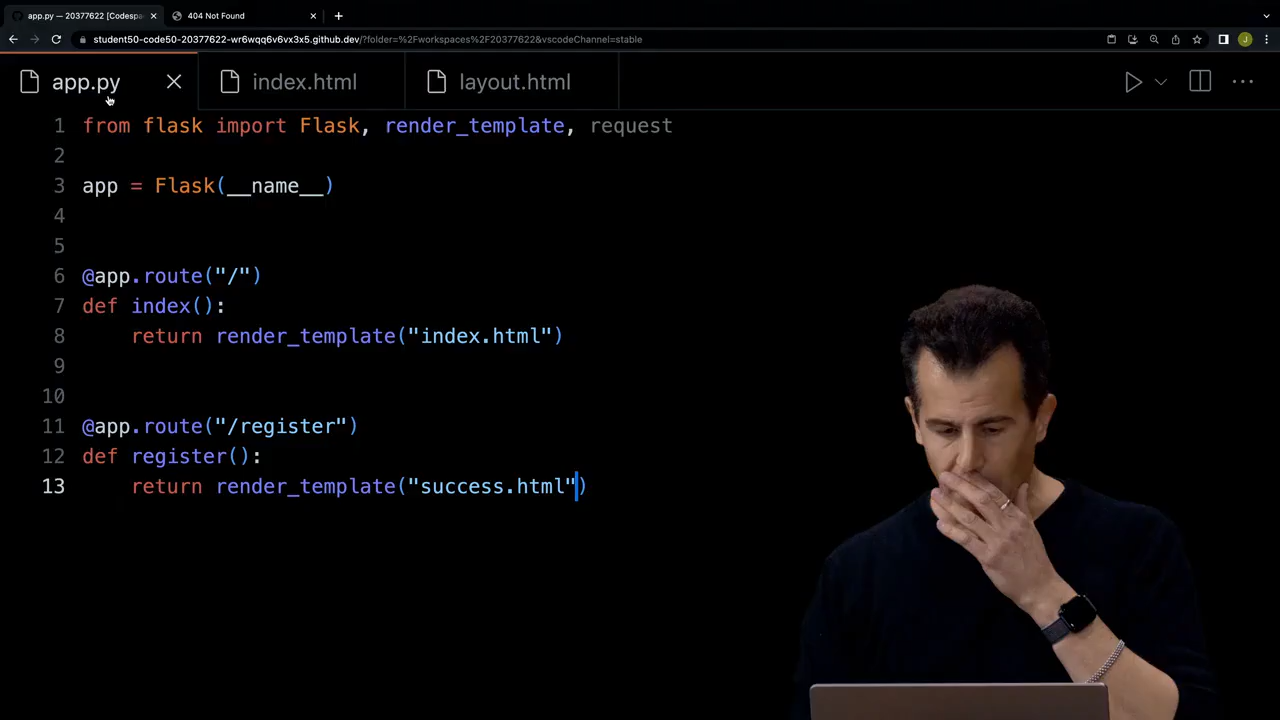 app.py — 20377622 [Codespa
404 Not Found
student50-code50-20377622-wr6wqq6v6vx3x5.github.dev/?folder=%2Fworkspaces%2F20377622&vscodeChannel=stable
J
app.py
index.html
layout.html
1 from flask import Flask, render_template, request
2
3 app = Flask(__name__)
4
5
6 @app.route("/")
7 def index():
8 return render_template("index.html")
9
10
11 @app.route("/register")
12 def register():
13 return render_template("success.html")